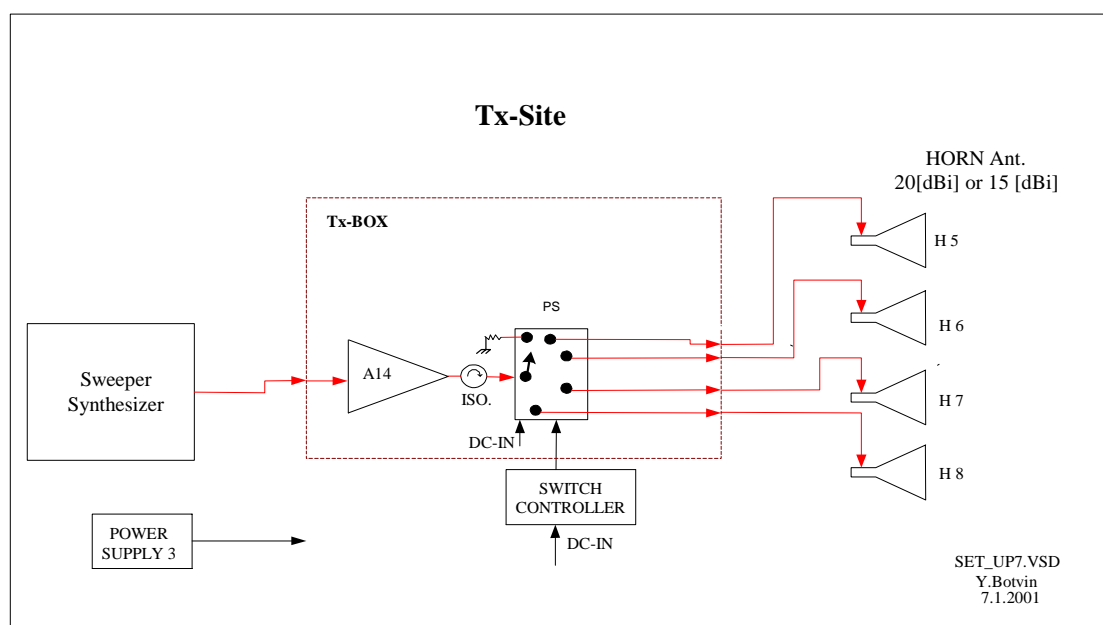 Tx-Site
HORN Ant.
20[dBi] or 15 [dBi]
Tx-BOX
H 5
PS
H 6
Sweeper
Synthesizer
A14
ISO.
H 7
DC-IN
H 8
SWITCH
CONTROLLER
POWER
SUPPLY 3
DC-IN
SET_UP7.VSD
Y.Botvin
7.1.2001